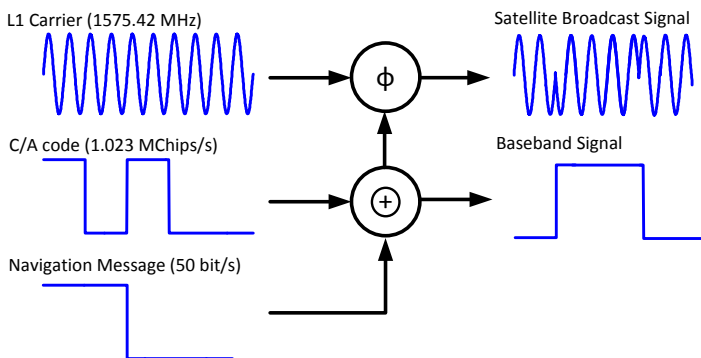 L1 Carrier (1575.42 MHz)
Satellite Broadcast Signal
ϕ
C/A code (1.023 MChips/s)
Baseband Signal
+
Navigation Message (50 bit/s)